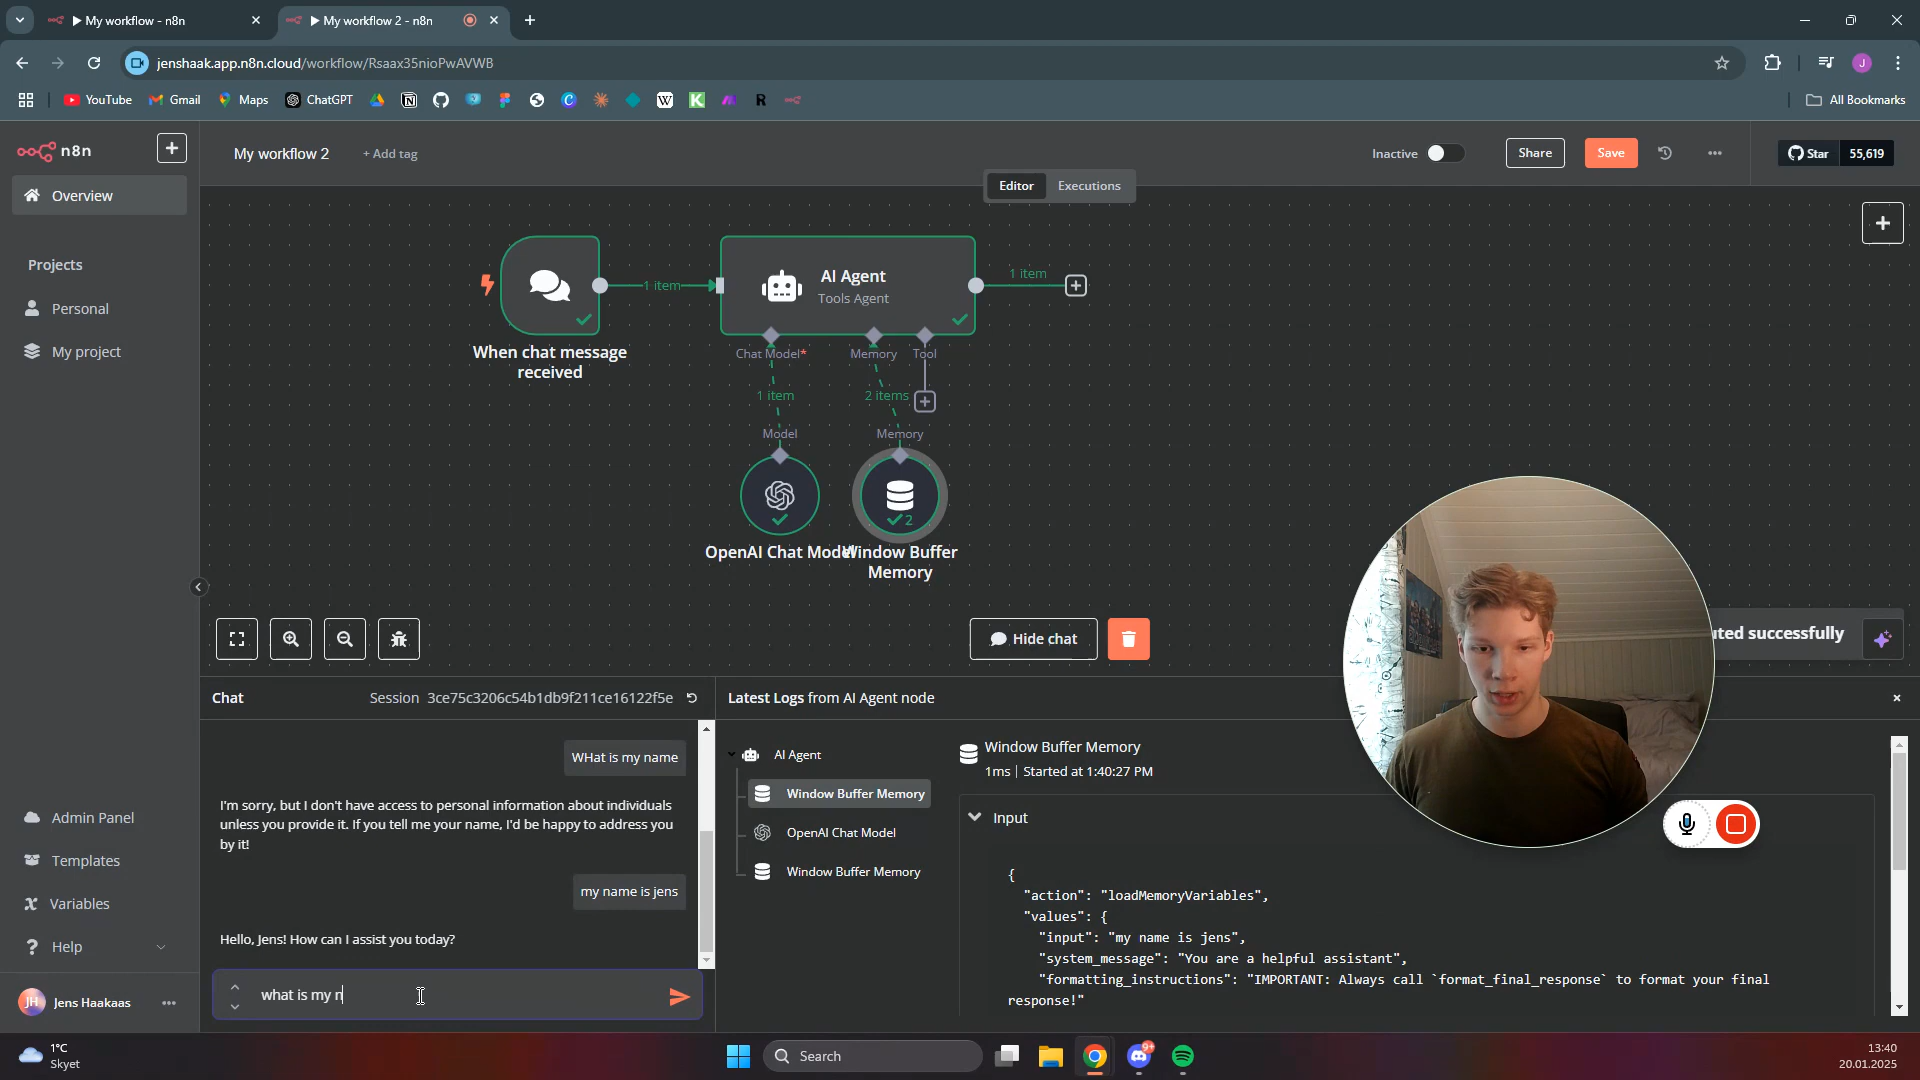 My workflow - n8n
My workflow 2 - n8n
jenshaak.app.n8n.cloud/workflow/Rsaax35nioPwAVWB
J
YouTube
Gmail
Maps
ChatGPT
All Bookmarks
n8n
My workflow 2
+ Add tag
Inactive
Share
Save
Star
55,619
Editor
Executions
Overview
Projects
Personal
My project
Admin Panel
Templates
Variables
Help
JH
Jens Haakaas
1 item
AI Agent
Tools Agent
1 item
When chat message
received
Chat Model*
Memory
Tool
1 item
2 items
Model
Memory
2
OpenAI Chat Model
Window Buffer
Memory
Hide chat
uted successfully
Chat
Session 3ce75c3206c54b1db9f211ce16122f5e
WHat is my name
I'm sorry, but I don't have access to personal information about individuals
unless you provide it. If you tell me your name, I'd be happy to address you
by it!
my name is jens
Hello, Jens! How can I assist you today?
what is my n
Latest Logs from AI Agent node
AI Agent
Window Buffer Memory
OpenAI Chat Model
Window Buffer Memory
Window Buffer Memory
1ms | Started at 1:40:27 PM
Input
{
"action": "loadMemoryVariables",
"values": {
"input": "my name is jens",
"system_message": "You are a helpful assistant",
"formatting_instructions": "IMPORTANT: Always call `format_final_response` to format your final
response!"
1°C
Skyet
Search
9+
13:40
20.01.2025